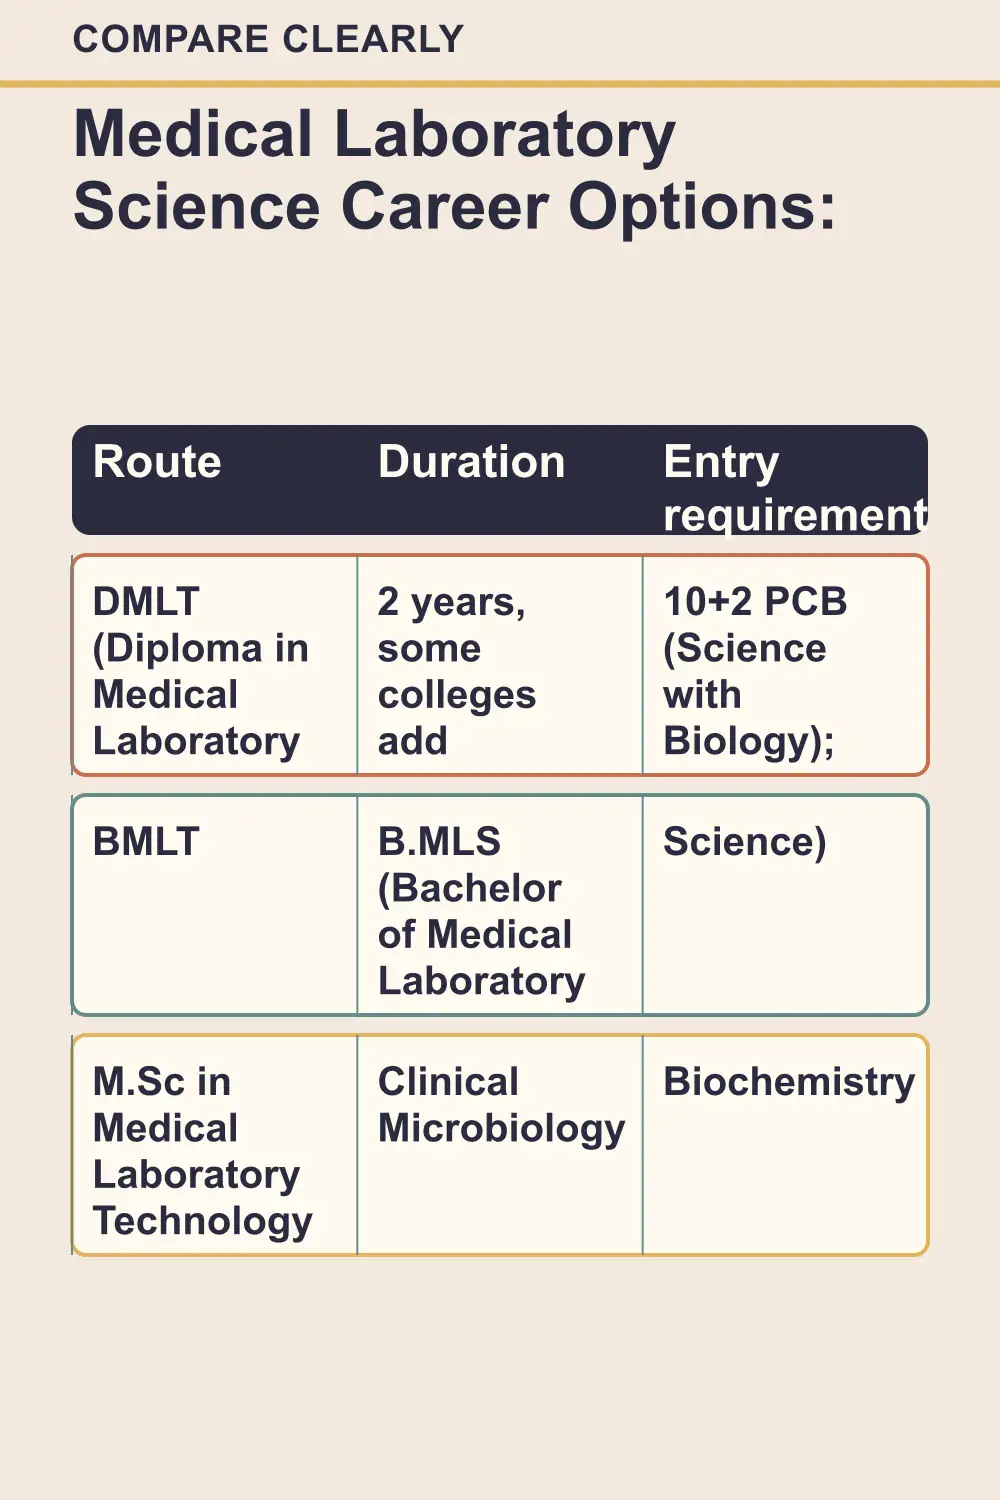 COMPARE CLEARLY
Medical Laboratory
Science Career Options:
Route
Duration
Entry
requirement
DMLT
(Diploma in
Medical
Laboratory
2 years,
some
colleges
add
10+2 PCB
(Science
with
Biology);
BMLT
B.MLS
(Bachelor
of Medical
Laboratory
Science)
M.Sc in
Medical
Laboratory
Technology
Clinical
Microbiology
Biochemistry